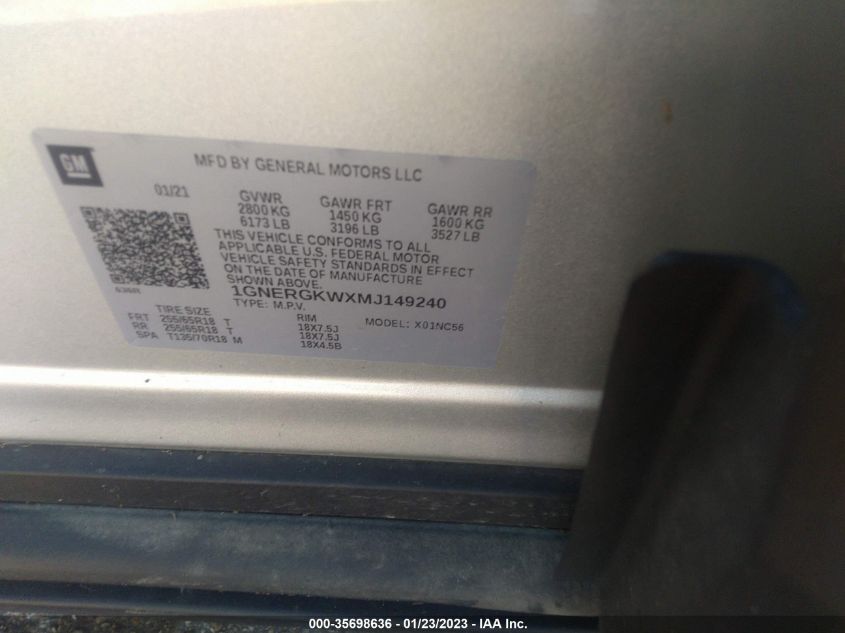 GM
MFD BY GENERAL MOTORS LLC
01/21 GVWR GAWR FRT GAWR RR
2800 KG 1450 KG 1600 KG
6173 LB 3196 LB 3527 LB
THIS VEHICLE CONFORMS TO ALL
APPLICABLE U.S. FEDERAL MOTOR
VEHICLE SAFETY STANDARDS IN EFFECT
ON THE DATE OF MANUFACTURE
SHOWN ABOVE.
1GNERGKWXMJ149240
TYPE: M.P.V. MODEL: X01NC56
TIRE SIZE RIM
FRT 255/65R18 T 18X7.5J
RR 255/65R18 T 18X7.5J
SPA T135/70R18 M 18X4.5B
000-35698636 - 01/23/2023 - IAA Inc.